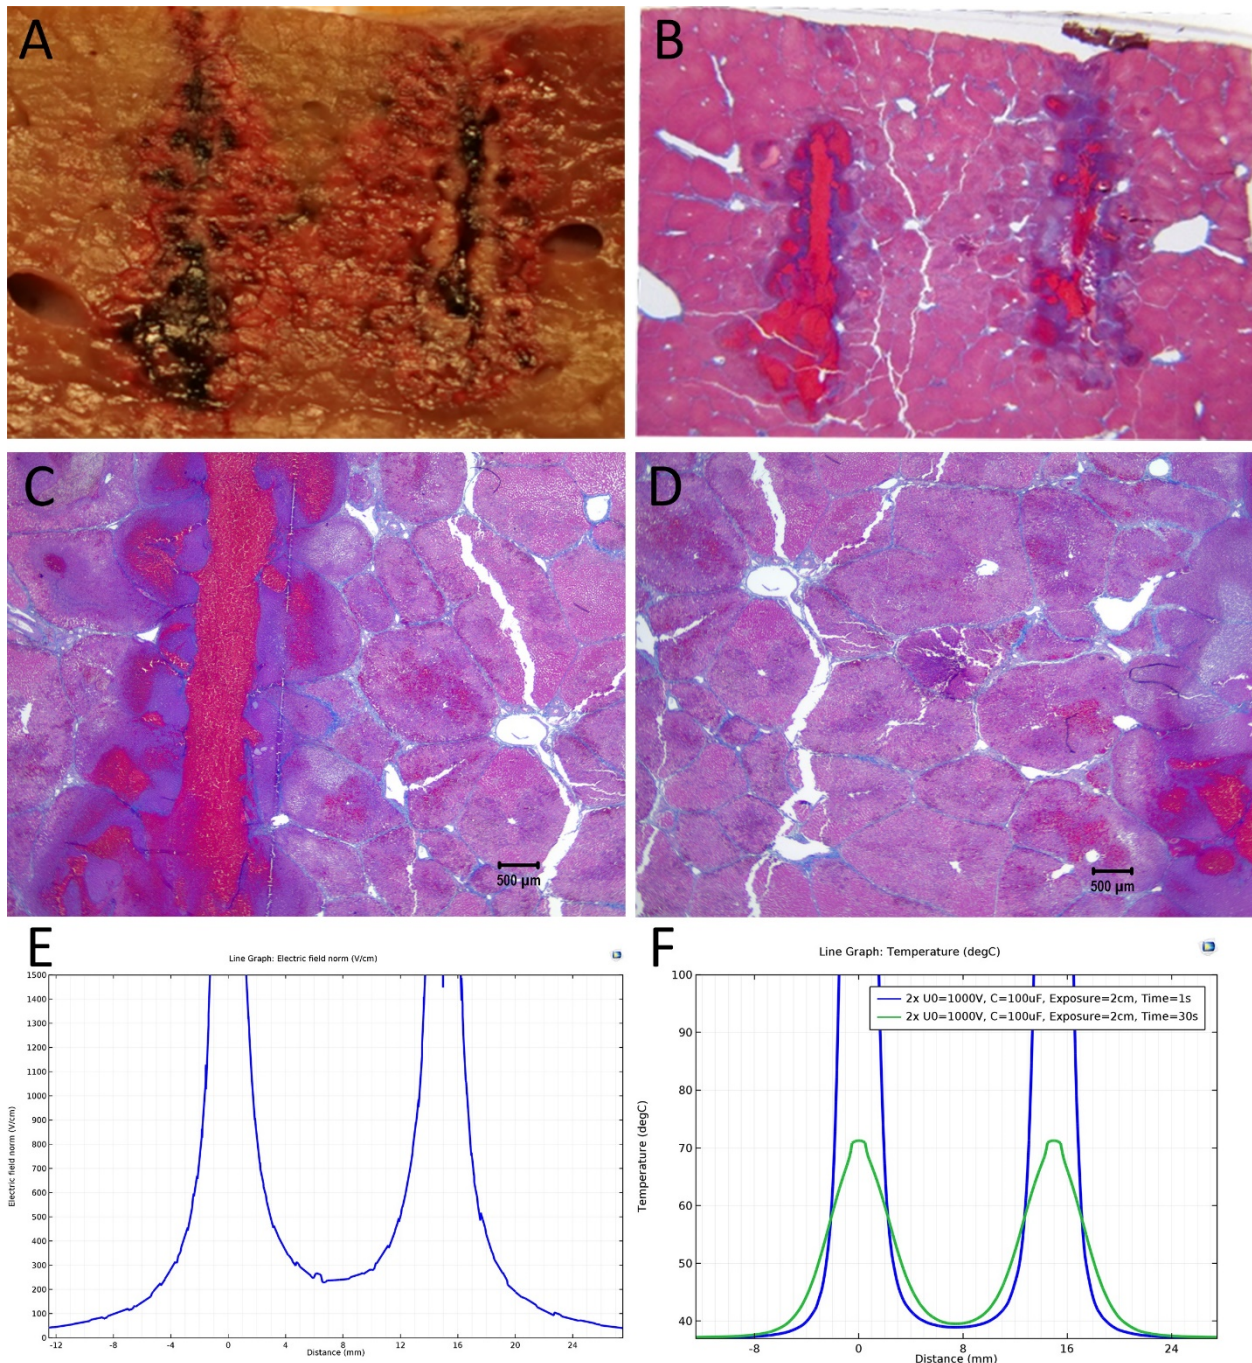 A
B
C
500 µm
D
500 µm
E
Line Graph: Electric field norm (V/cm)
Electric field norm (V/cm)
1500
1400
1300
1200
1100
1000
900
800
700
600
500
400
300
200
100
0
-12
-8
-4
0
4
8
12
16
20
24
Distance (mm)
F
Line Graph: Temperature (degC)
2x U0=1000V, C=100uF, Exposure=2cm, Time=1s
2x U0=1000V, C=100uF, Exposure=2cm, Time=30s
Temperature (degC)
100
90
80
70
60
50
40
-8
0
8
16
24
Distance (mm)